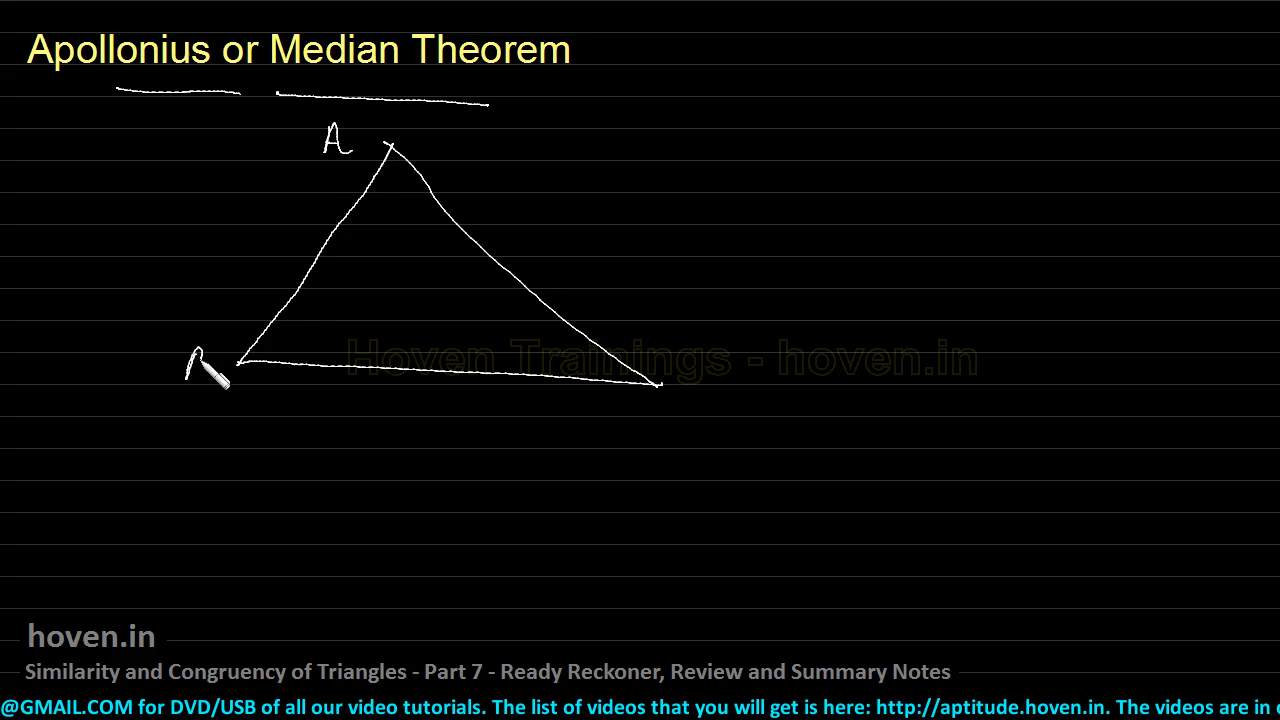 Apollonius or Median Theorem
A
Hoven Trainings - hoven.in
hoven.in
Similarity and Congruency of Triangles - Part 7 - Ready Reckoner, Review and Summary Notes
@GMAIL.COM for DVD/USB of all our video tutorials. The list of videos that you will get is here: http://aptitude.hoven.in. The videos are in